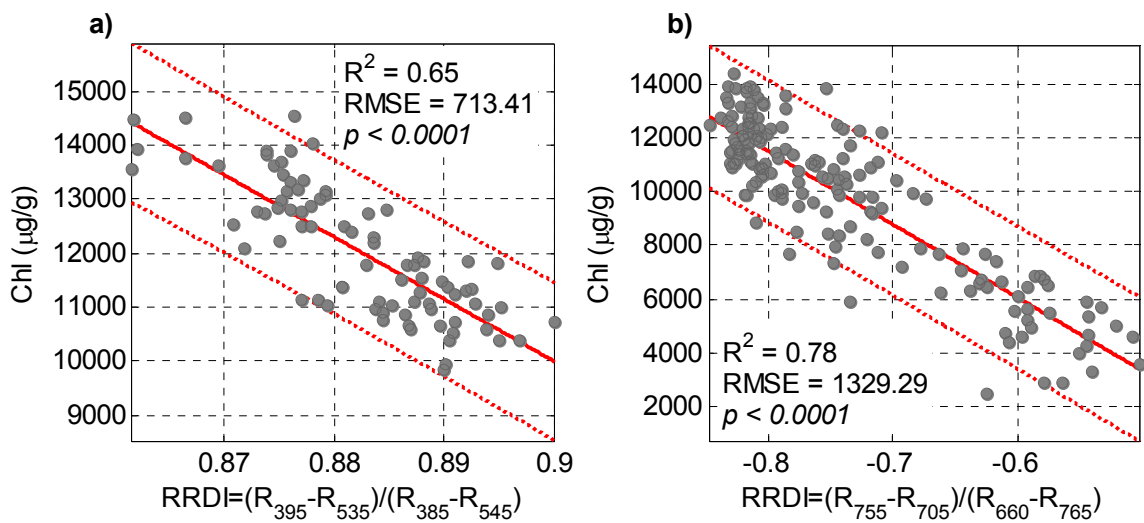 a)
R² = 0.65
RMSE = 713.41
p < 0.0001
Chl (µg/g)
15000
14000
13000
12000
11000
10000
9000
0.87 0.88 0.89 0.9
RRDI=(R₃₉₅-R₅₃₅)/(R₃₈₅-R₅₄₅)
b)
R² = 0.78
RMSE = 1329.29
p < 0.0001
Chl (µg/g)
14000
12000
10000
8000
6000
4000
2000
-0.8 -0.7 -0.6
RRDI=(R₇₅₅-R₇₀₅)/(R₆₆₀-R₇₆₅)